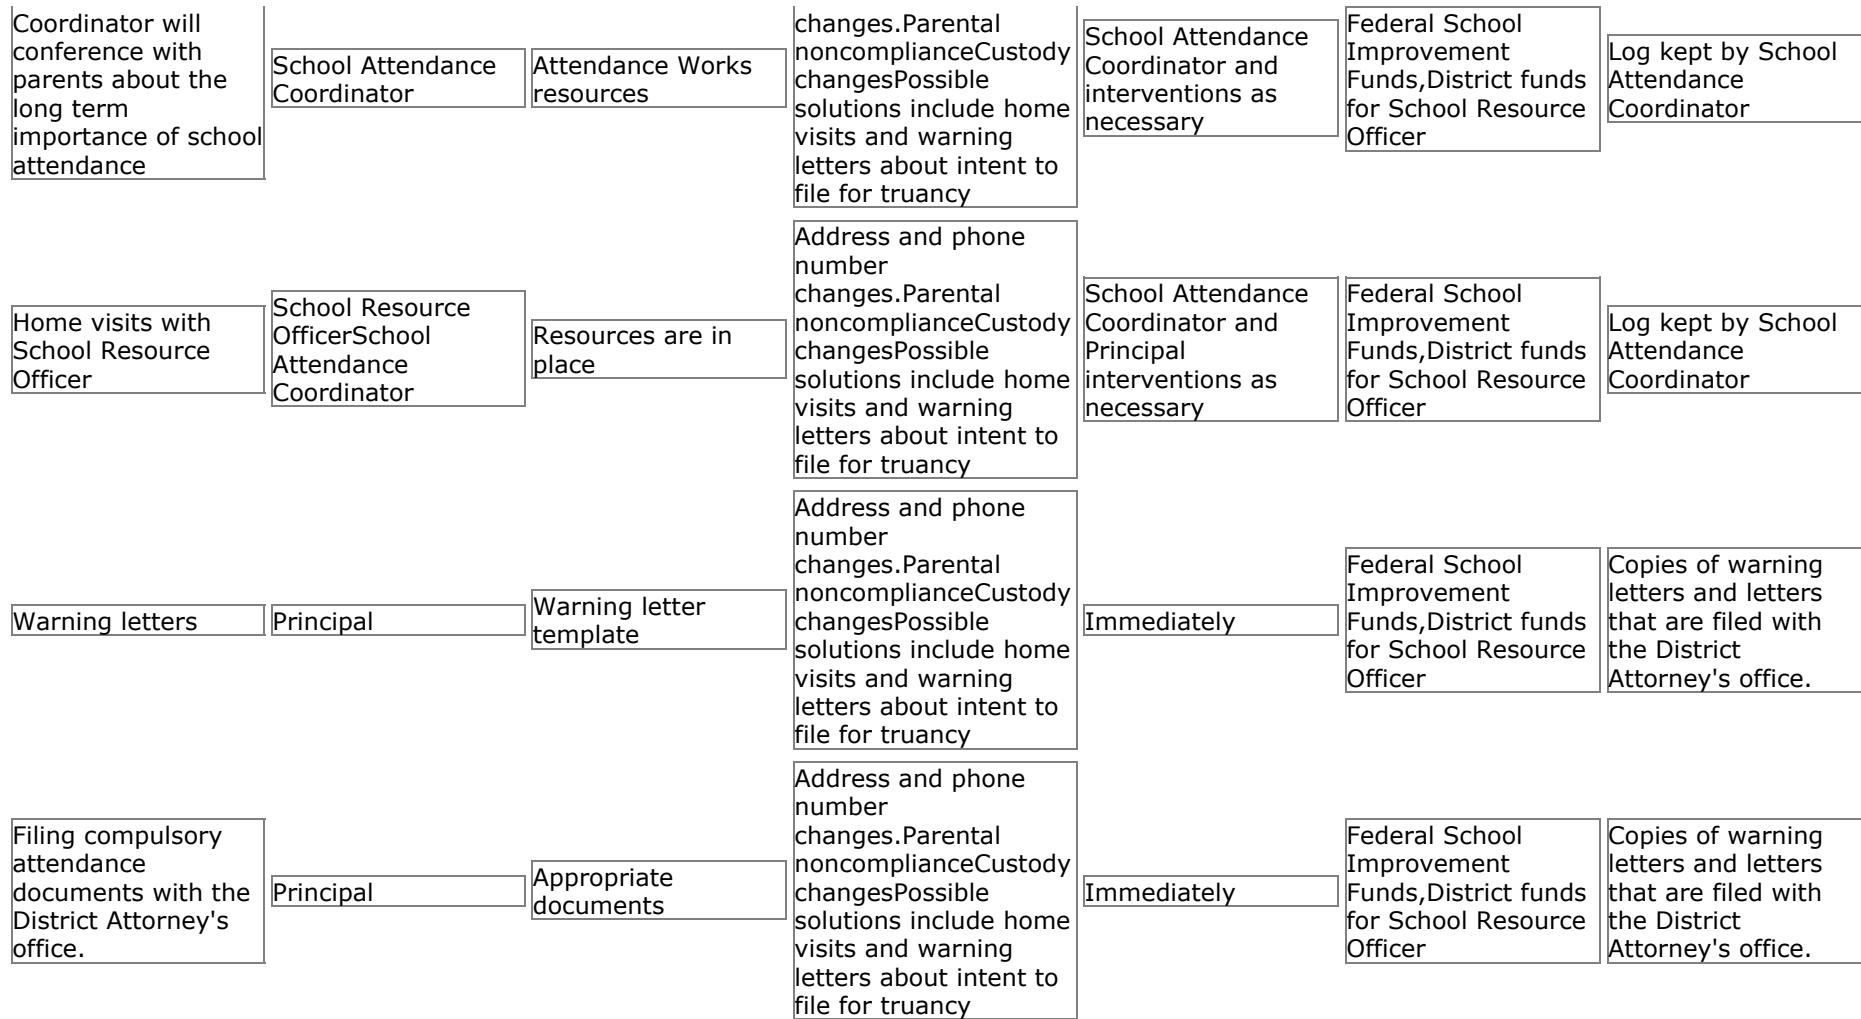 Coordinator will
conference with
parents about the
long term
importance of school
attendance
School Attendance
Coordinator
Attendance Works
resources
changes.Parental
noncomplianceCustody
changesPossible
solutions include home
visits and warning
letters about intent to
file for truancy
School Attendance
Coordinator and
interventions as
necessary
Federal School
Improvement
Funds,District funds
for School Resource
Officer
Log kept by School
Attendance
Coordinator
Home visits with
School Resource
Officer
School Resource
OfficerSchool
Attendance
Coordinator
Resources are in
place
Address and phone
number
changes.Parental
noncomplianceCustody
changesPossible
solutions include home
visits and warning
letters about intent to
file for truancy
School Attendance
Coordinator and
Principal
interventions as
necessary
Federal School
Improvement
Funds,District funds
for School Resource
Officer
Log kept by School
Attendance
Coordinator
Warning letters
Principal
Warning letter
template
Address and phone
number
changes.Parental
noncomplianceCustody
changesPossible
solutions include home
visits and warning
letters about intent to
file for truancy
Immediately
Federal School
Improvement
Funds,District funds
for School Resource
Officer
Copies of warning
letters and letters
that are filed with
the District
Attorney's office.
Filing compulsory
attendance
documents with the
District Attorney's
office.
Principal
Appropriate
documents
Address and phone
number
changes.Parental
noncomplianceCustody
changesPossible
solutions include home
visits and warning
letters about intent to
file for truancy
Immediately
Federal School
Improvement
Funds,District funds
for School Resource
Officer
Copies of warning
letters and letters
that are filed with
the District
Attorney's office.